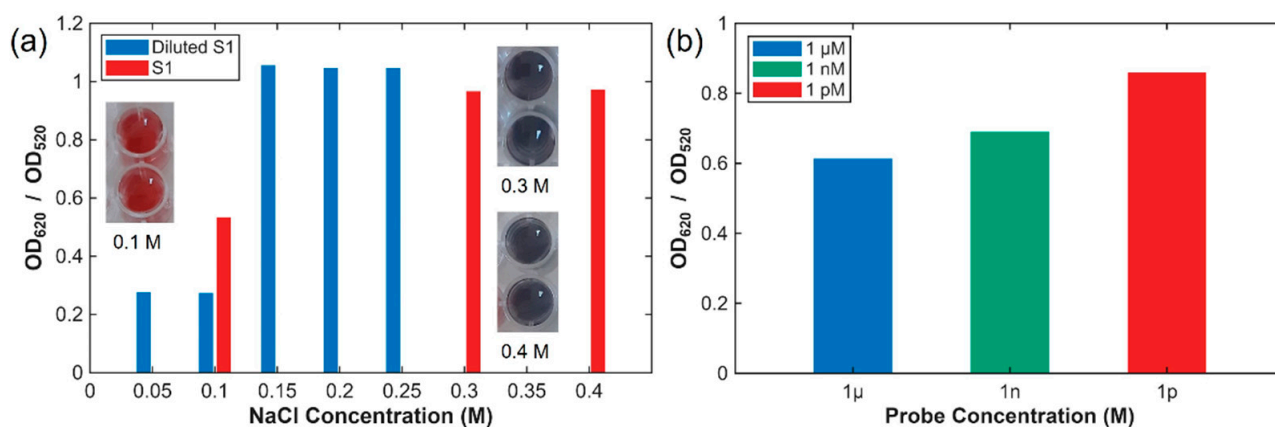 (a)
OD620 / OD520
1.2
1
0.8
0.6
0.4
0.2
0
Diluted S1
S1
0.1 M
0.3 M
0.4 M
0 0.05 0.1 0.15 0.2 0.25 0.3 0.35 0.4
NaCl Concentration (M)
(b)
OD620 / OD520
1
0.8
0.6
0.4
0.2
0
1 µM
1 nM
1 pM
1µ 1n 1p
Probe Concentration (M)